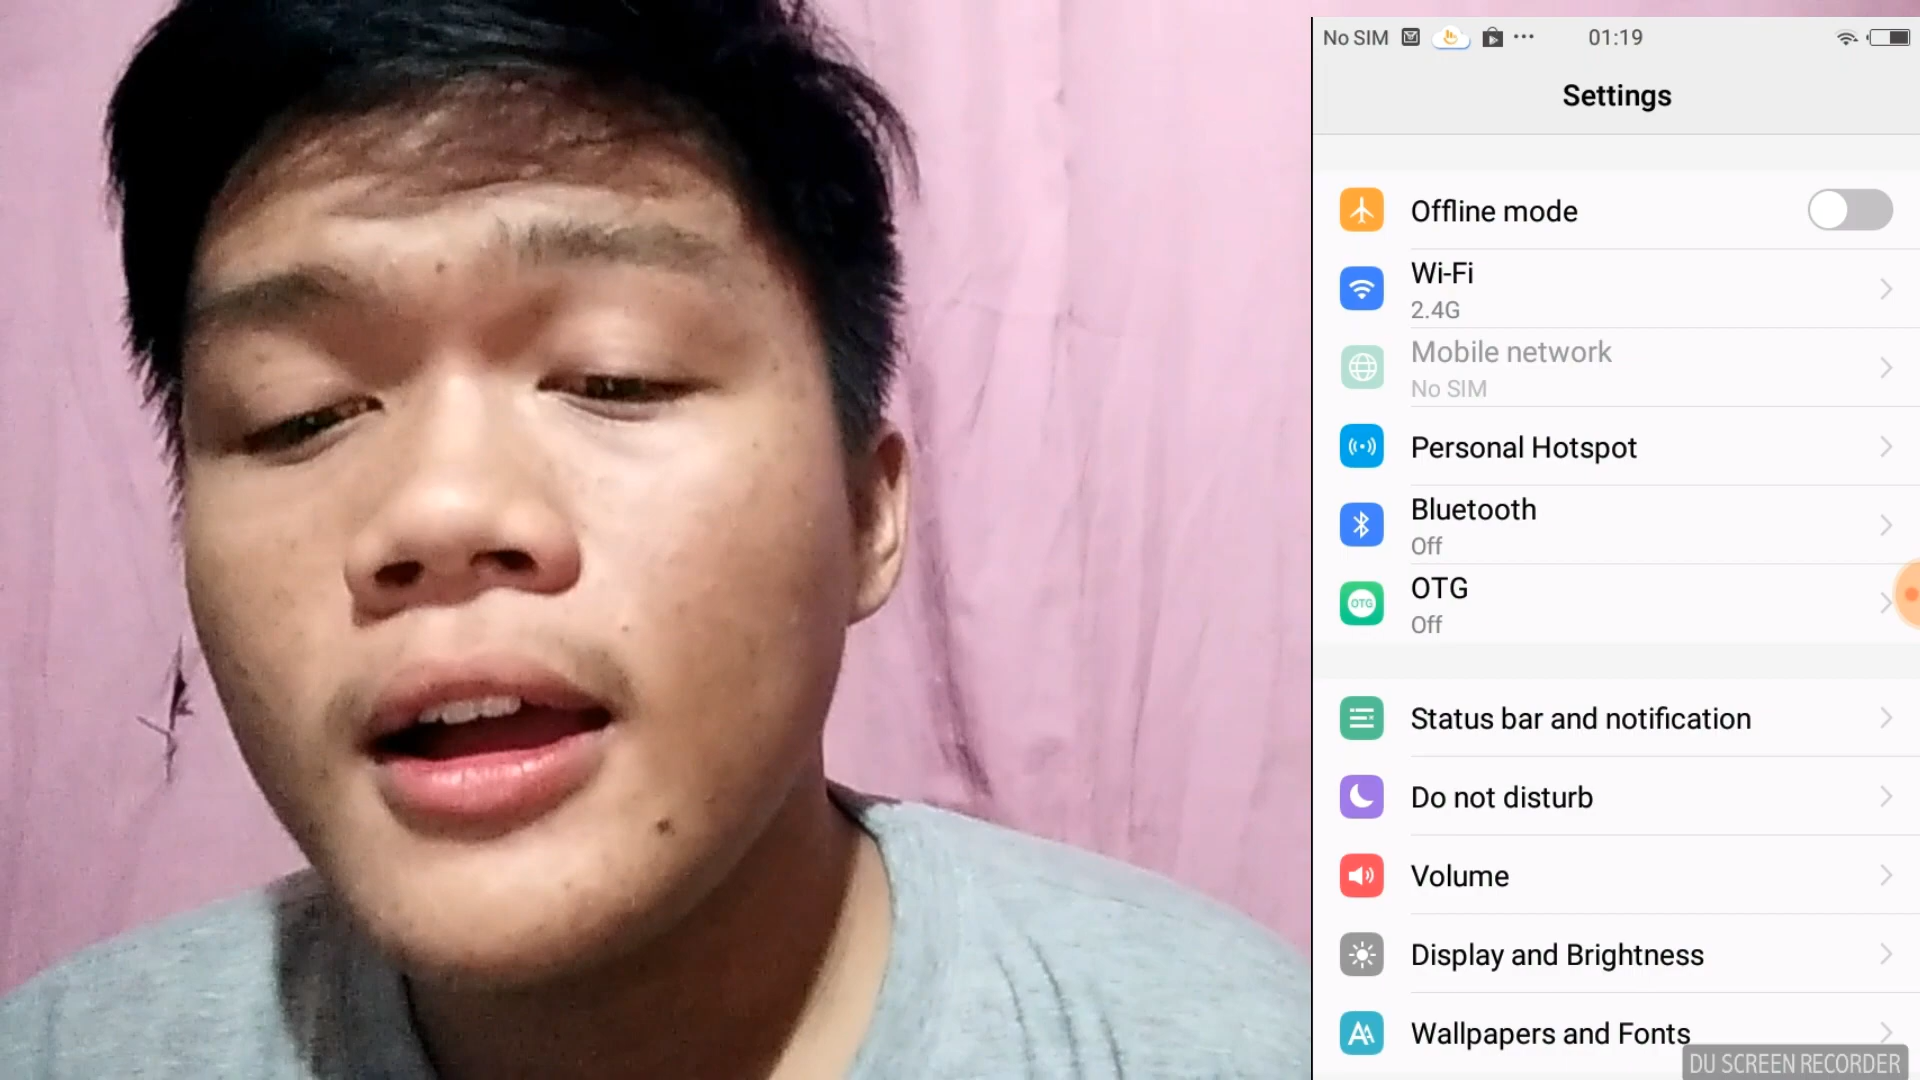 No SIM ... 01:19
Settings
Offline mode
Wi-Fi
2.4G
Mobile network
No SIM
Personal Hotspot
Bluetooth
Off
OTG
OTG
Off
Status bar and notification
Do not disturb
Volume
Display and Brightness
AA Wallpapers and Fonts
DU SCREEN RECORDER